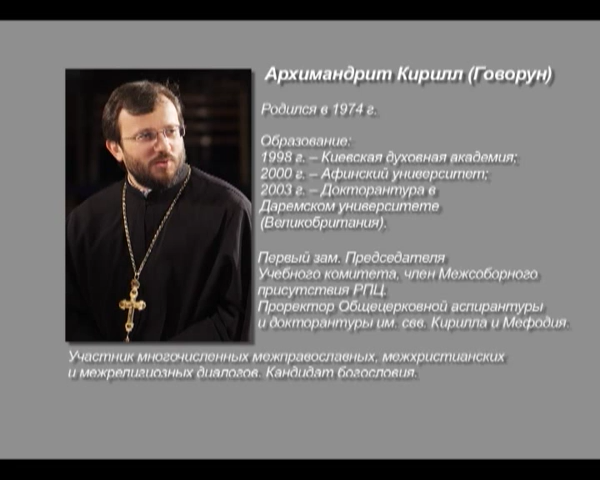 Архимандрит Кирилл (Говорун)
Родился в 1974 г.
Образование:
1998 г. – Киевская духовная академия;
2000 г. – Афинский университет;
2003 г. – Докторантура в
Даремском университете
(Великобритания).
Первый зам. Председателя
Учебного комитета, член Межсоборного
присутствия РПЦ.
Проректор Общецерковной аспирантуры
и докторантуры им. свв. Кирилла и Мефодия.
Участник многочисленных межправославных, межхристианских
и межрелигиозных диалогов. Кандидат богословия.